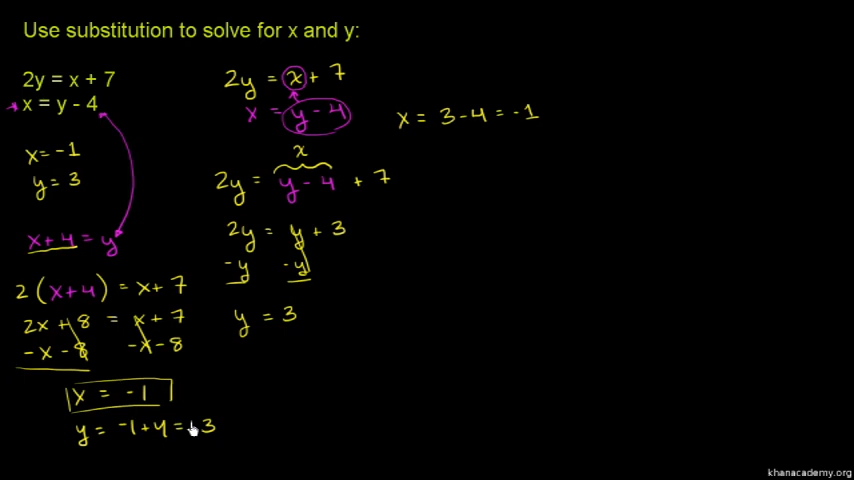 Use substitution to solve for x and y:
2y = x + 7
x = y - 4
x = -1
y = 3
x + 4 = y
2 (x + 4) = x + 7
2x + 8 = x + 7
-x - 8 -x - 8
x = -1
y = -1 + 4 = 3
2y = x + 7
x = y - 4
x
2y = y - 4 + 7
2y = y + 3
-y -y
y = 3
x = 3 - 4 = -1
khanacademy.org